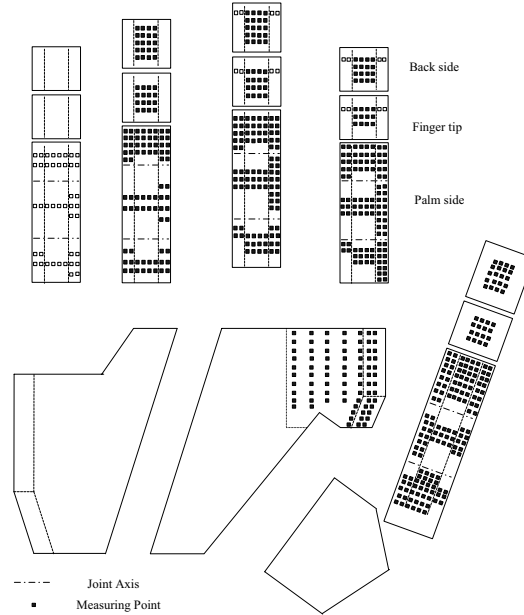 Back side
Finger tip
Palm side
Joint Axis
Measuring Point